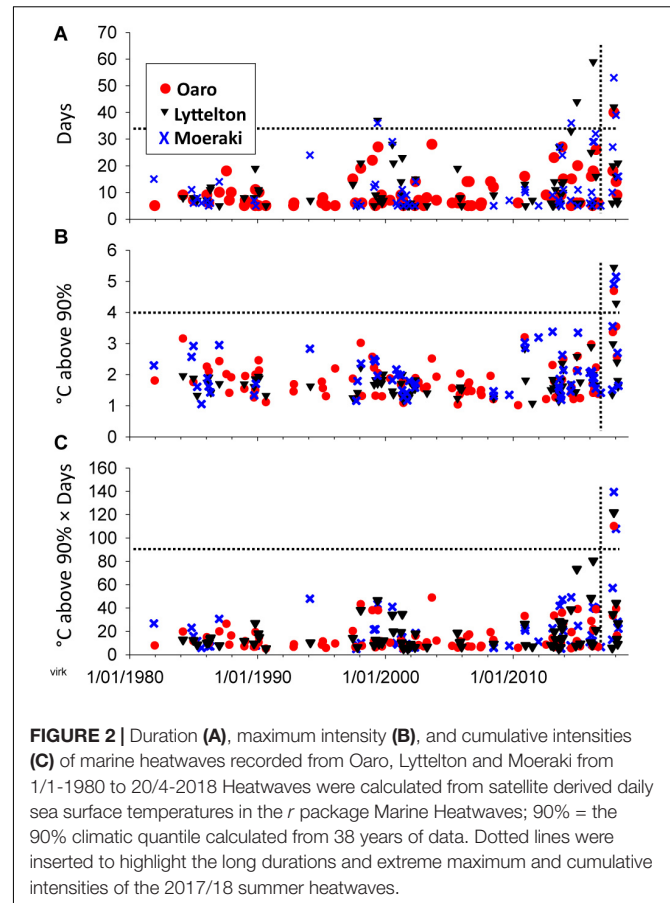 A
70
60
50
40
30
20
10
0
Days
Oaro
Lyttelton
Moeraki
B
6
5
4
3
2
1
0
°C above 90%
C
160
140
120
100
80
60
40
20
0
°C above 90% × Days
virk
1/01/1980 1/01/1990 1/01/2000 1/01/2010
FIGURE 2 | Duration (A), maximum intensity (B), and cumulative intensities
(C) of marine heatwaves recorded from Oaro, Lyttelton and Moeraki from
1/1-1980 to 20/4-2018 Heatwaves were calculated from satellite derived daily
sea surface temperatures in the r package Marine Heatwaves; 90% = the
90% climatic quantile calculated from 38 years of data. Dotted lines were
inserted to highlight the long durations and extreme maximum and cumulative
intensities of the 2017/18 summer heatwaves.